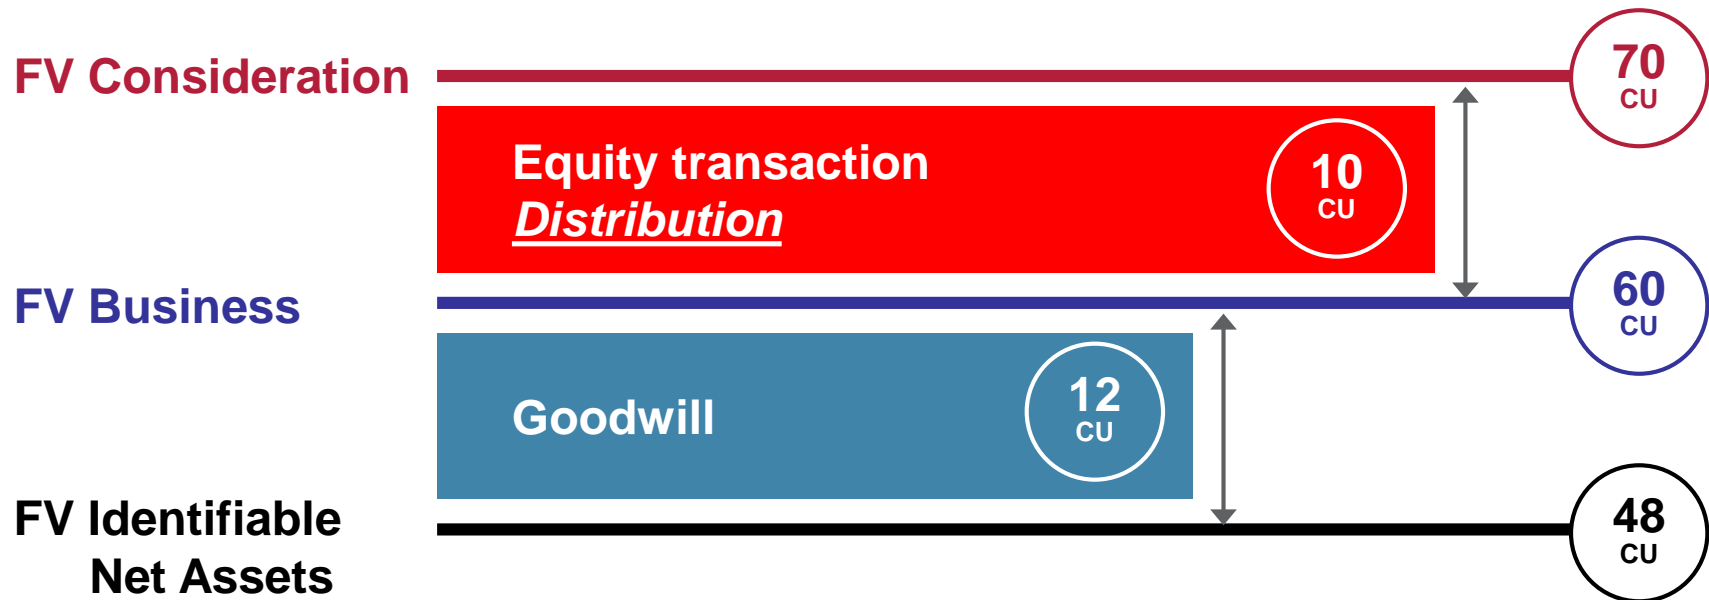 FV Consideration
70
CU
Equity transaction
Distribution
10
CU
FV Business
60
CU
Goodwill
12
CU
FV Identifiable
Net Assets
48
CU